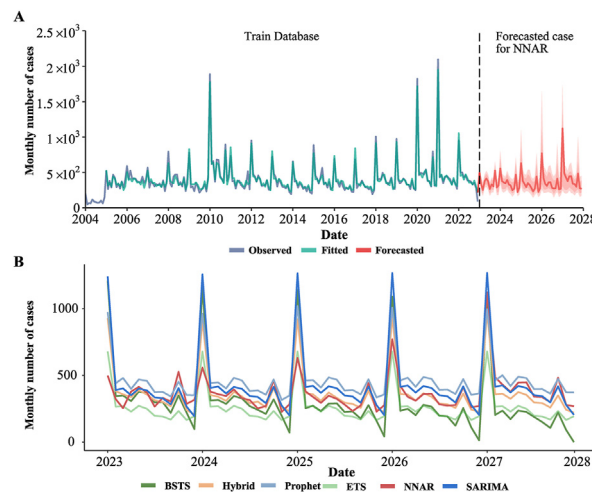 A
Train Database
Forecasted case
for NNAR
Monthly number of cases
2.5×10³
2×10³
1.5×10³
1×10³
5×10²
0
2004 2006 2008 2010 2012 2014 2016 2018 2020 2022 2024 2026 2028
Date
Observed Fitted Forecasted
B
Monthly number of cases
1000
500
0
2023 2024 2025 2026 2027 2028
Date
BSTS Hybrid Prophet ETS NNAR SARIMA